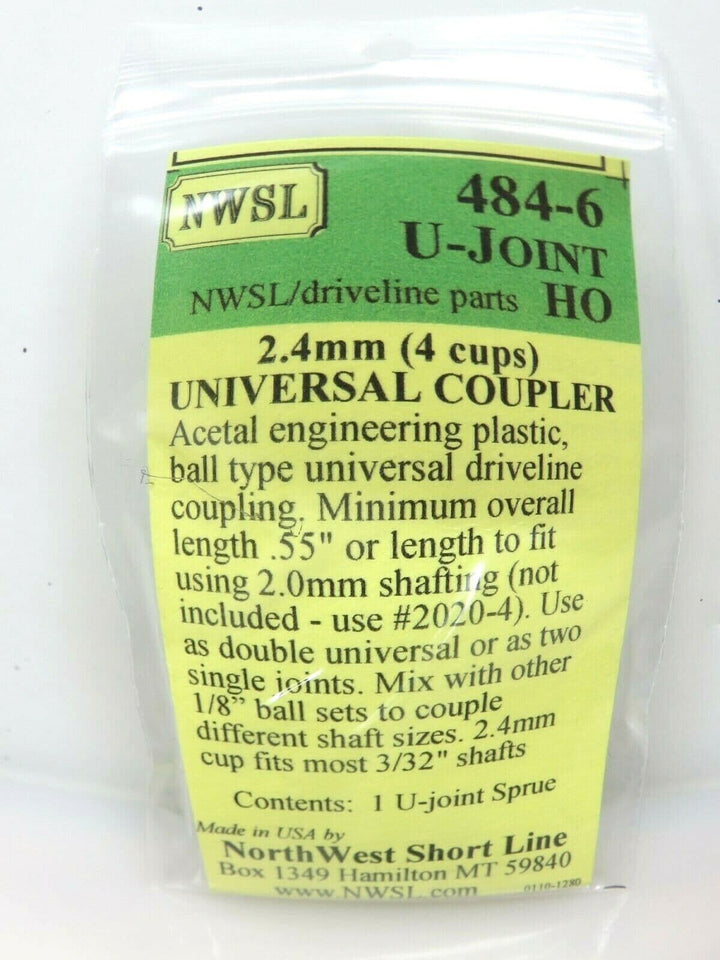 NWSL
484-6
U-JOINT
NWSL/driveline parts HO
2.4mm (4 cups)
UNIVERSAL COUPLER
Acetal engineering plastic,
ball type universal driveline
coupling. Minimum overall
length .55" or length to fit
using 2.0mm shafting (not
included - use #2020-4). Use
as double universal or as two
single joints. Mix with other
1/8” ball sets to couple
different shaft sizes. 2.4mm
cup fits most 3/32" shafts
Contents: 1 U-joint Sprue
Made in USA by
NorthWest Short Line
Box 1349 Hamilton MT 59840
www.NWSL.com 0110-1280